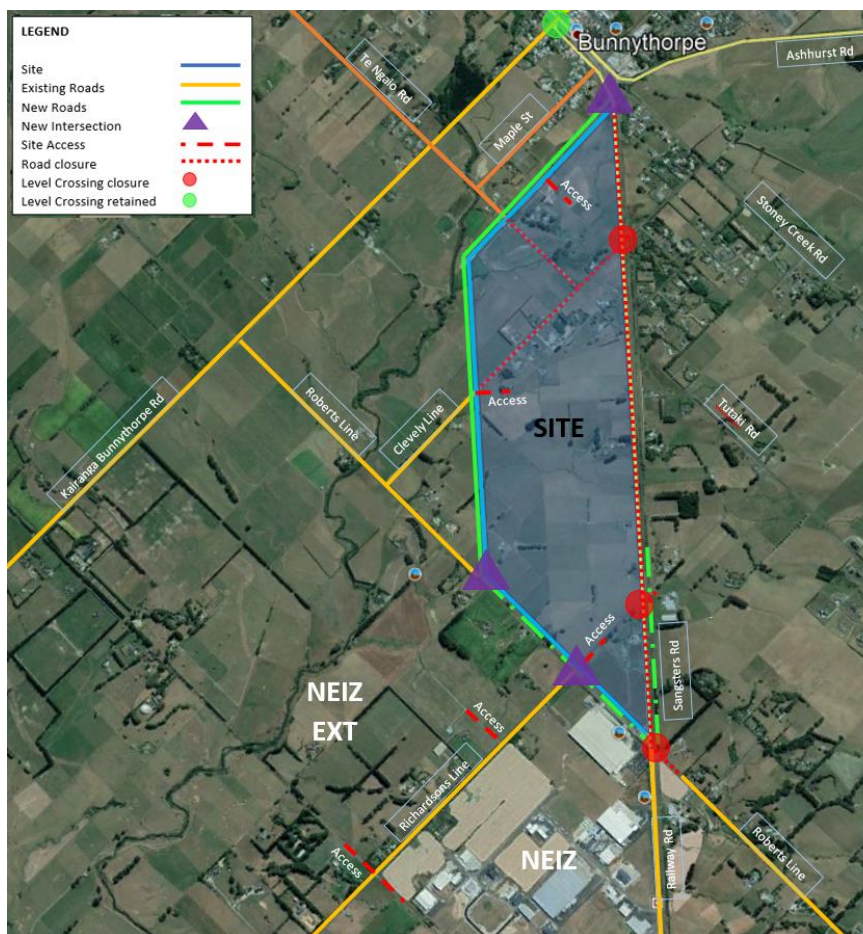 LEGEND
Site
Existing Roads
New Roads
New Intersection
Site Access
Road closure
Level Crossing closure
Level Crossing retained
Bunnythorpe
Ashhurst Rd
Te Ngaio Rd
Maple St
Access
Stoney Creek Rd
Kairanga Bunnythorpe Rd
Roberts Line
Clevely Line
Access
SITE
Tutaki Rd
Access
Sangsters Rd
NEIZ
EXT
Access
Richardsons Line
Access
NEIZ
Railway Rd
Roberts Line